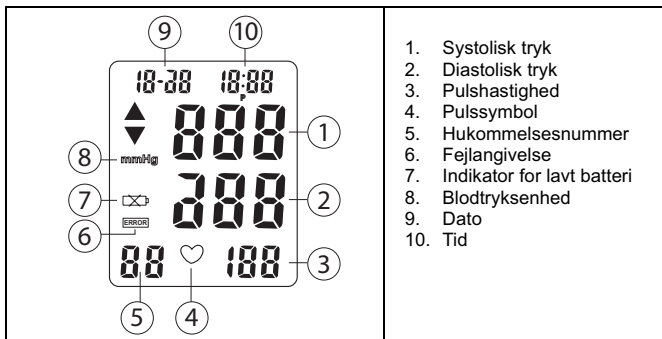 9 10
18-28 18:88
P
888 1
8 mmHg
288 2
7
ERROR
6
88 188 3
5 4
1. Systolisk tryk
2. Diastolisk tryk
3. Pulshastighed
4. Pulssymbol
5. Hukommelsesnummer
6. Fejlangivelse
7. Indikator for lavt batteri
8. Blodtryksenhed
9. Dato
10. Tid